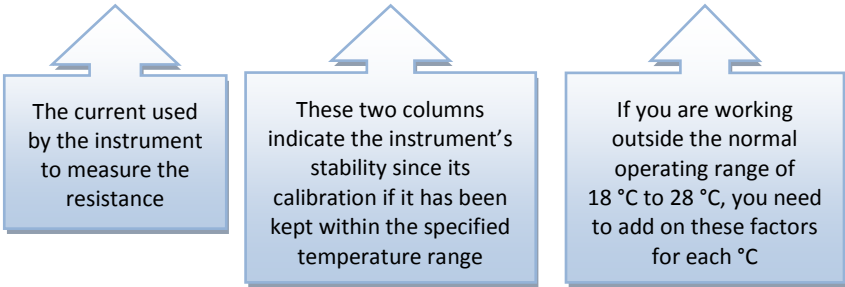 The current used
by the instrument
to measure the
resistance
These two columns
indicate the instrument's
stability since its
calibration if it has been
kept within the specified
temperature range
If you are working
outside the normal
operating range of
18 °C to 28 °C, you need
to add on these factors
for each °C